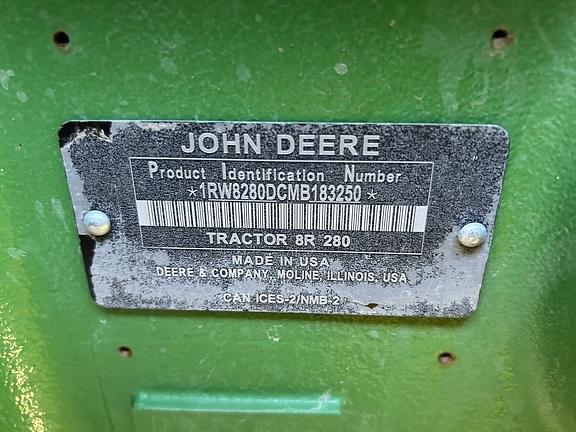 JOHN DEERE
Product Identification Number
*1RW8280DCMB183250*
TRACTOR 8R 280
MADE IN USA
DEERE & COMPANY, MOLINE, ILLINOIS, USA
CAN ICES-2/NMB-2